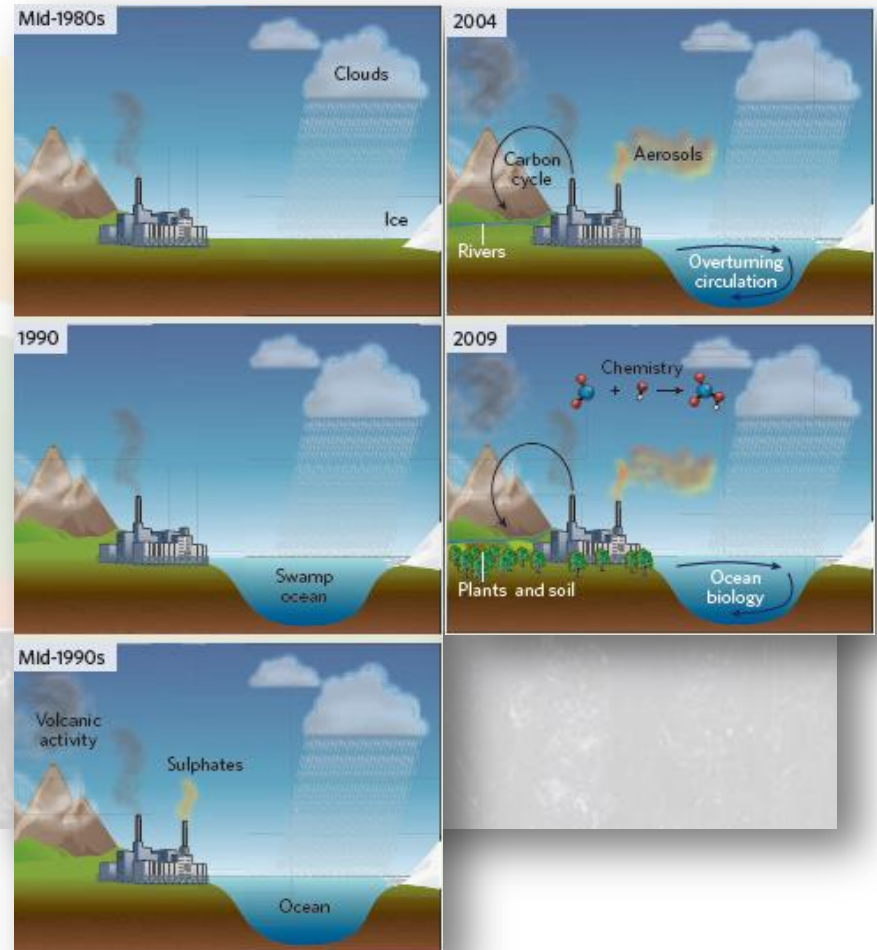 Mid-1980s
Clouds
Ice
1990
Swamp
ocean
Mid-1990s
Volcanic
activity
Sulphates
Ocean
2004
Carbon
cycle
Aerosols
Rivers
Overturning
circulation
2009
Chemistry
+
Plants and soil
Ocean
biology